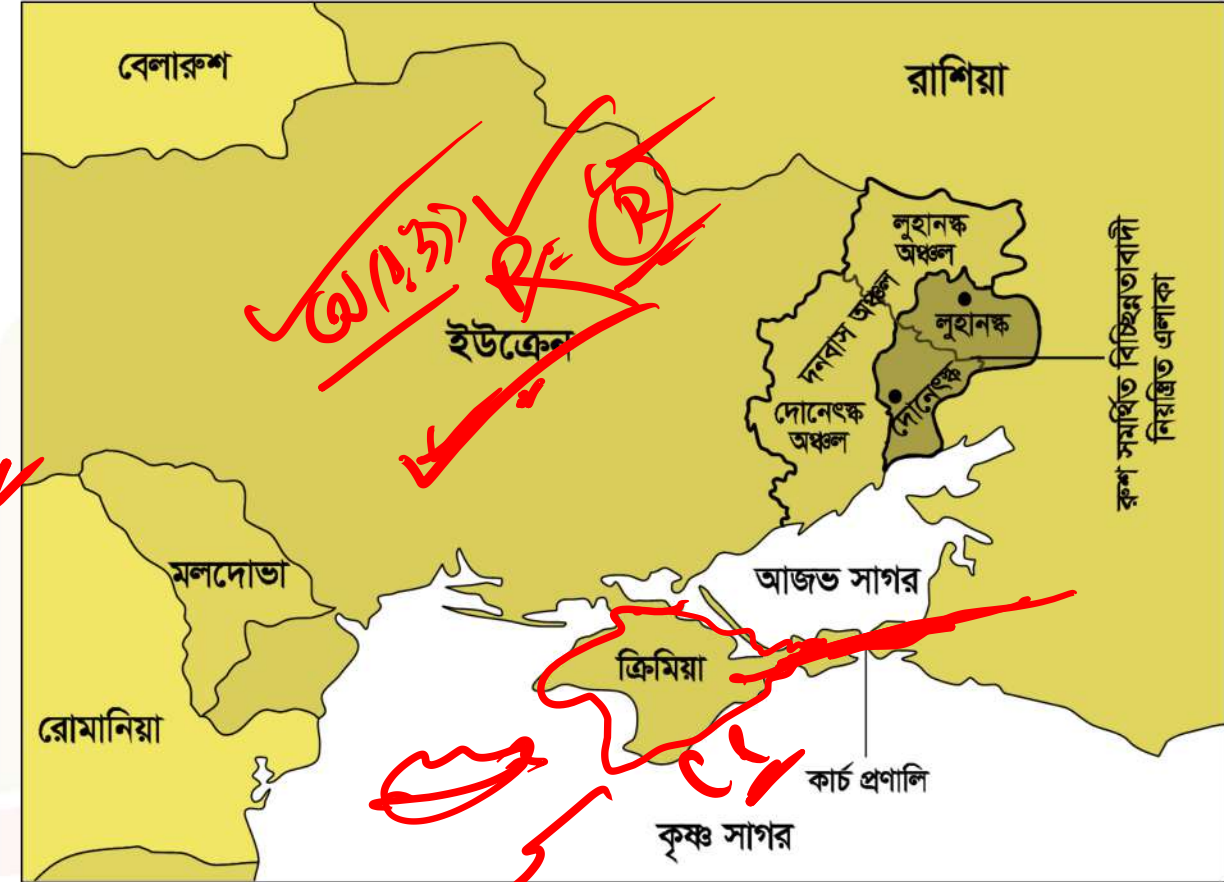 বেলারুশ
রাশিয়া
লুহানস্ক
অঞ্চল
দনবাস অঞ্চল
লুহানস্ক
ইউক্রেন
দোনেৎস্ক
অঞ্চল
দোনেৎস্ক
রুশ সমর্থিত বিচ্ছিন্নতাবাদী
নিয়ন্ত্রিত এলাকা
মলদোভা
আজভ সাগর
ক্রিমিয়া
রোমানিয়া
কার্চ প্রণালি
কৃষ্ণ সাগর
R
R